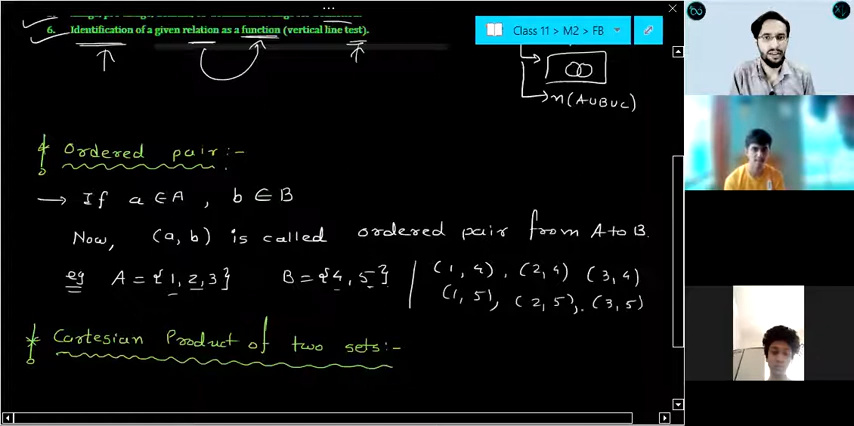 6. Identification of a given relation as a function (vertical line test).
Class 11 > M2 > FB
n(AUBUC)
Ordered pair:-
→ If a ∈ A , b ∈ B
Now, (a, b) is called ordered pair from A to B.
eg A = {1, 2, 3} B = {4, 5} | (1, 4) , (2, 4) (3, 4)
(1, 5), (2, 5), (3, 5)
Cartesian Product of two sets:-